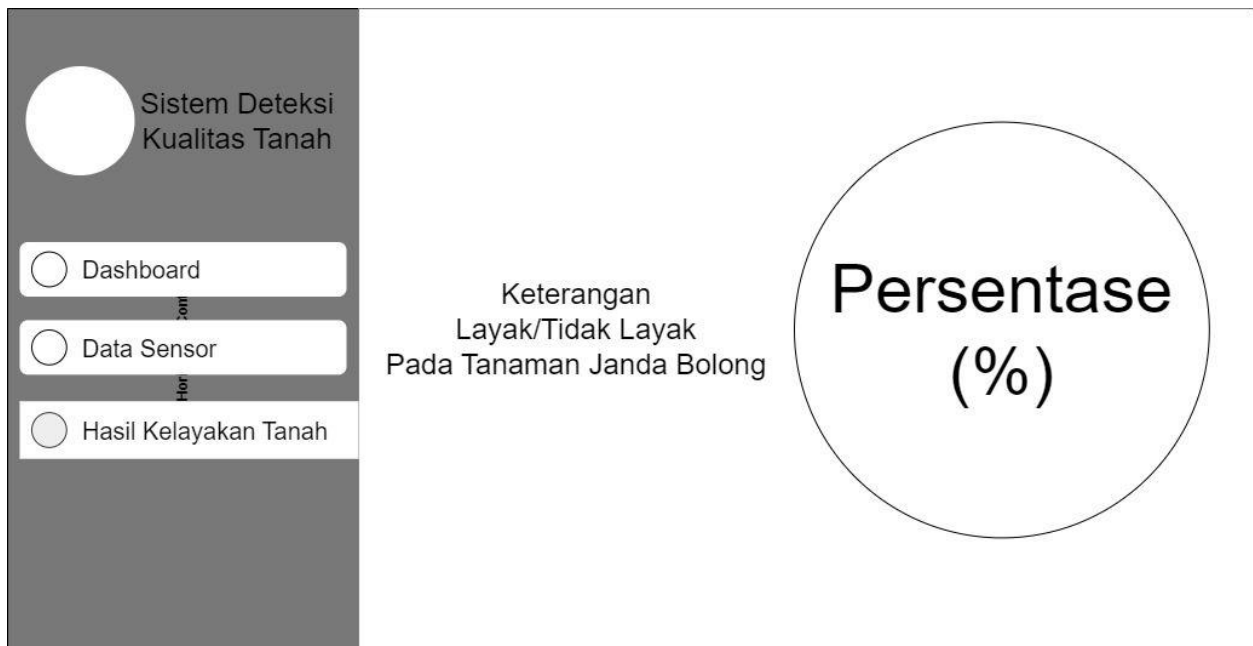 Sistem Deteksi
Kualitas Tanah
Dashboard
Data Sensor
Hasil Kelayakan Tanah
Keterangan
Layak/Tidak Layak
Pada Tanaman Janda Bolong
Persentase
(%)